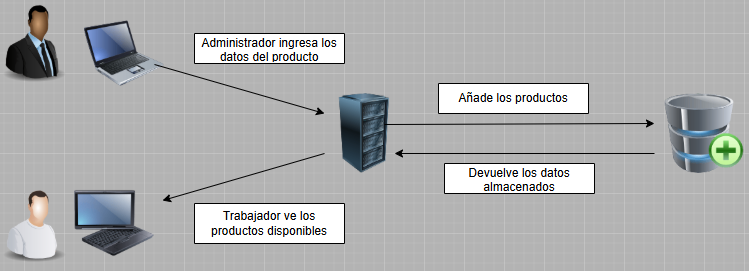 Administrador ingresa los
datos del producto
Añade los productos
Devuelve los datos
almacenados
Trabajador ve los
productos disponibles